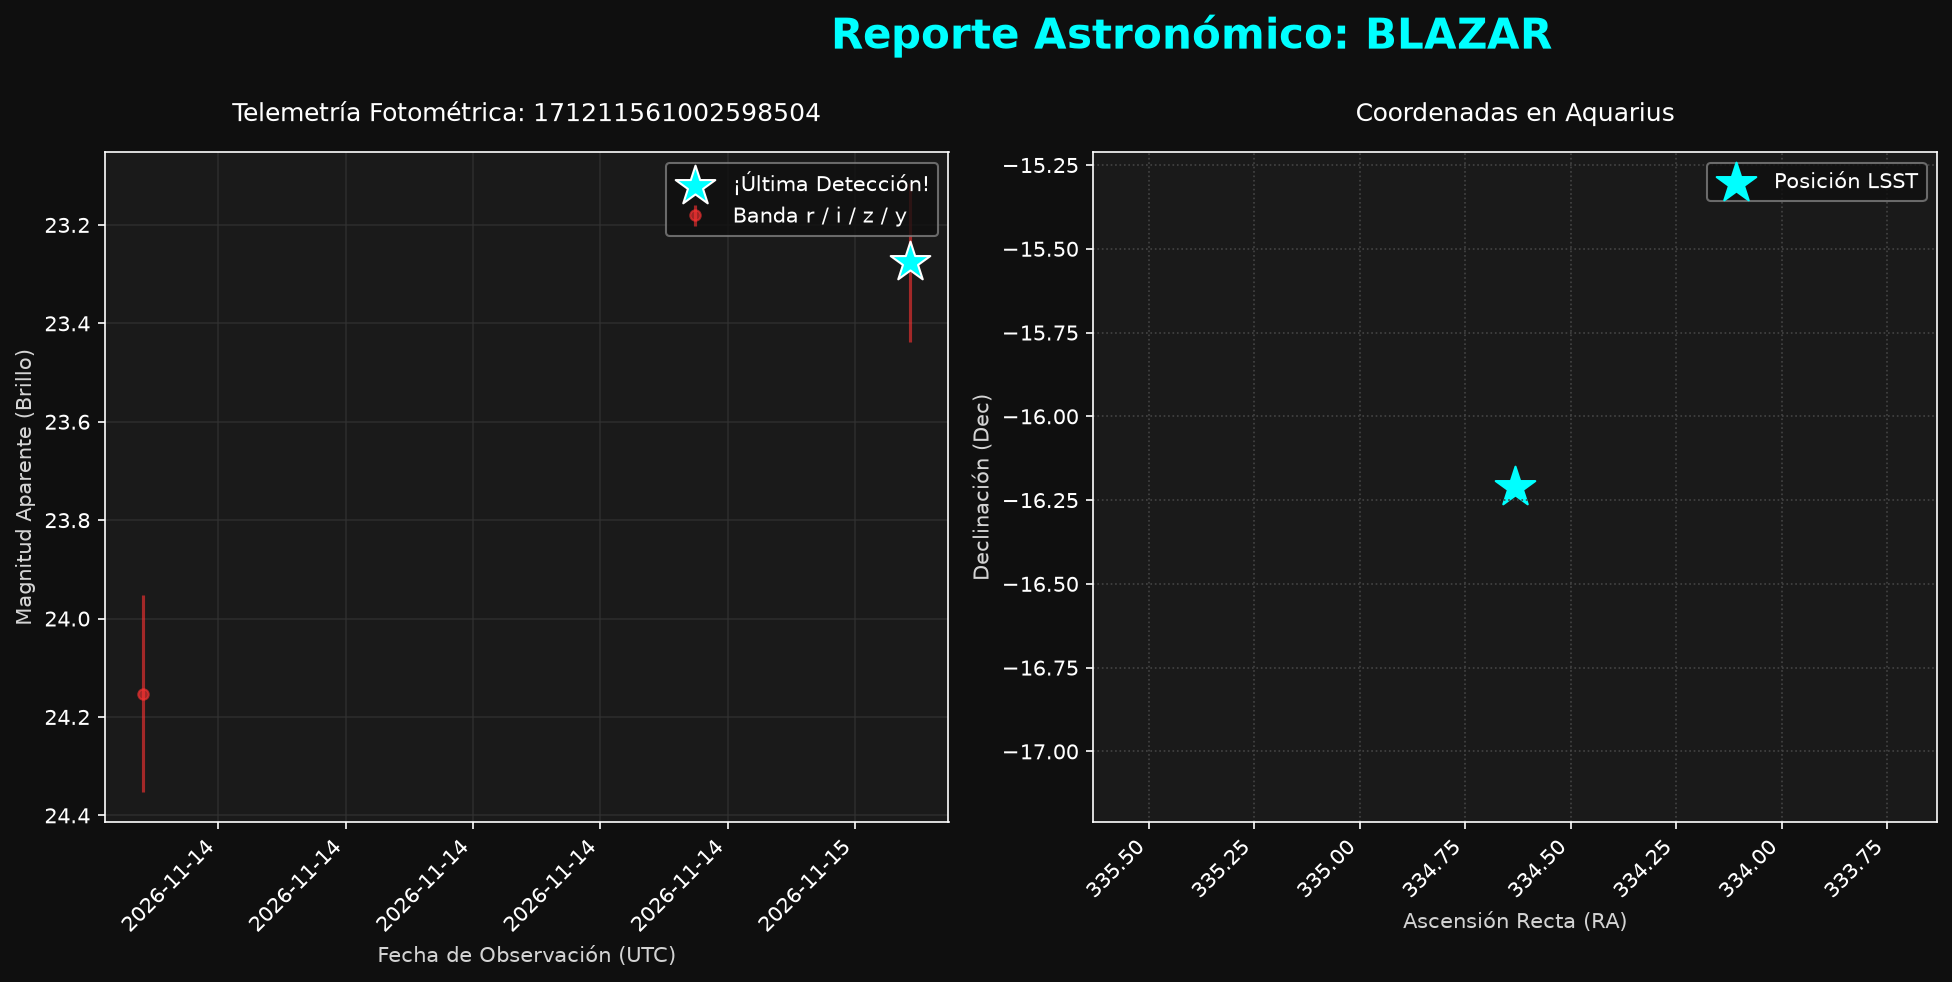 Reporte Astronómico: BLAZAR
Telemetría Fotométrica: 171211561002598504
¡Última Detección!
Banda r / i / z / y
Magnitud Aparente (Brillo)
23.2
23.4
23.6
23.8
24.0
24.2
24.4
2026-11-14
2026-11-14
2026-11-14
2026-11-14
2026-11-14
2026-11-15
Fecha de Observación (UTC)
Coordenadas en Aquarius
Posición LSST
Declinación (Dec)
−15.25
−15.50
−15.75
−16.00
−16.25
−16.50
−16.75
−17.00
335.50
335.25
335.00
334.75
334.50
334.25
334.00
333.75
Ascensión Recta (RA)